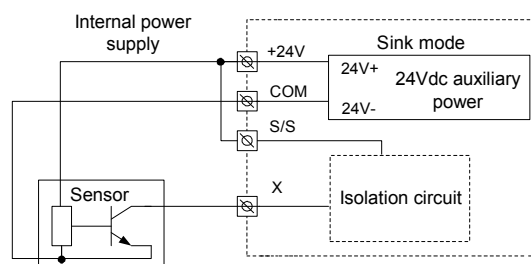 Internal power
supply
+24V
Sink mode
24V+
24Vdc auxiliary
power
COM
24V-
S/S
Sensor
X
Isolation circuit